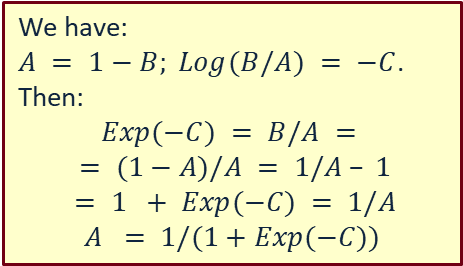 We have:
A = 1 − B; Log(B/A) = −C.
Then:
Exp(−C) = B/A =
= (1 − A)/A = 1/A – 1
= 1 + Exp(−C) = 1/A
A = 1/(1 + Exp(−C))